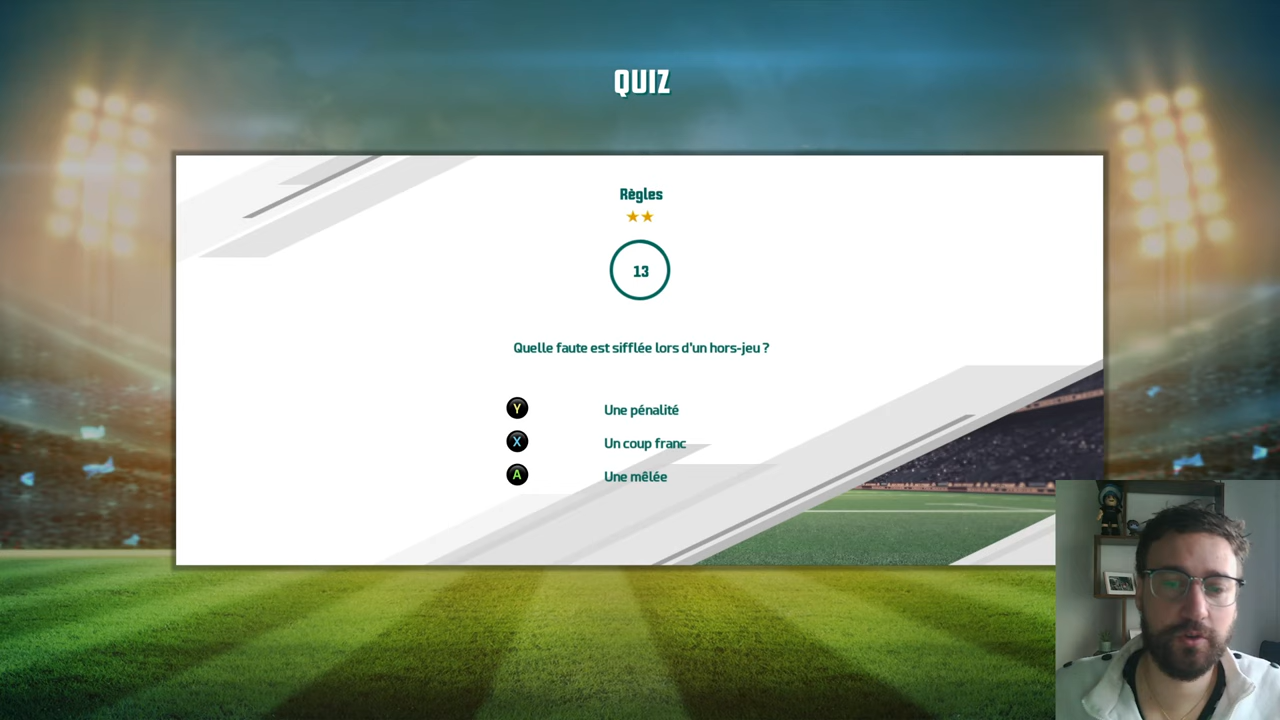 QUIZ
Règles
13
Quelle faute est sifflée lors d'un hors-jeu ?
Y Une pénalité
X Un coup franc
A Une mêlée